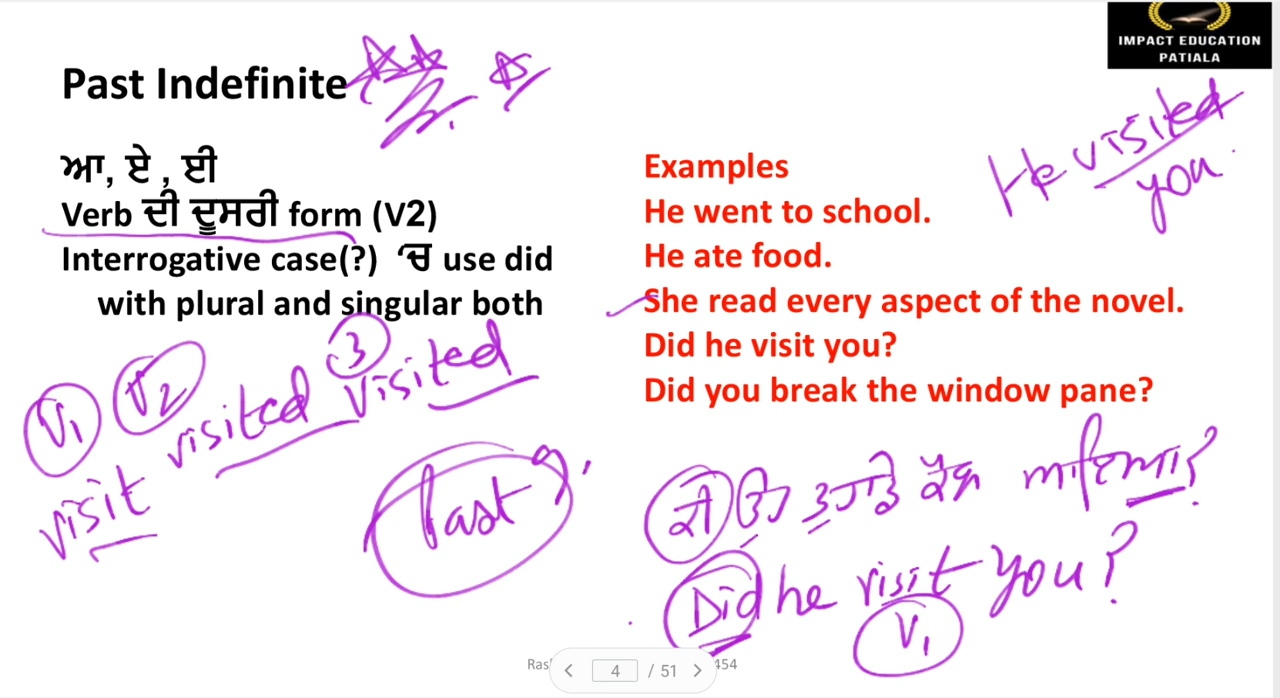 IMPACT EDUCATION
PATIALA
Past Indefinite
ਆ, ਏ , ਈ
Verb ਦੀ ਦੂਸਰੀ form (V2)
Interrogative case(?) ‘ਚ use did
with plural and singular both
Examples
He went to school.
He ate food.
She read every aspect of the novel.
Did he visit you?
Did you break the window pane?
He visited
you
V1 V2 3
visit visited visited
last
ਕੀ ਉਹ ਤੁਹਾਡੇ ਕੋਲ ਆਇਆ?
Did he visit you?
V1
4 / 51
454